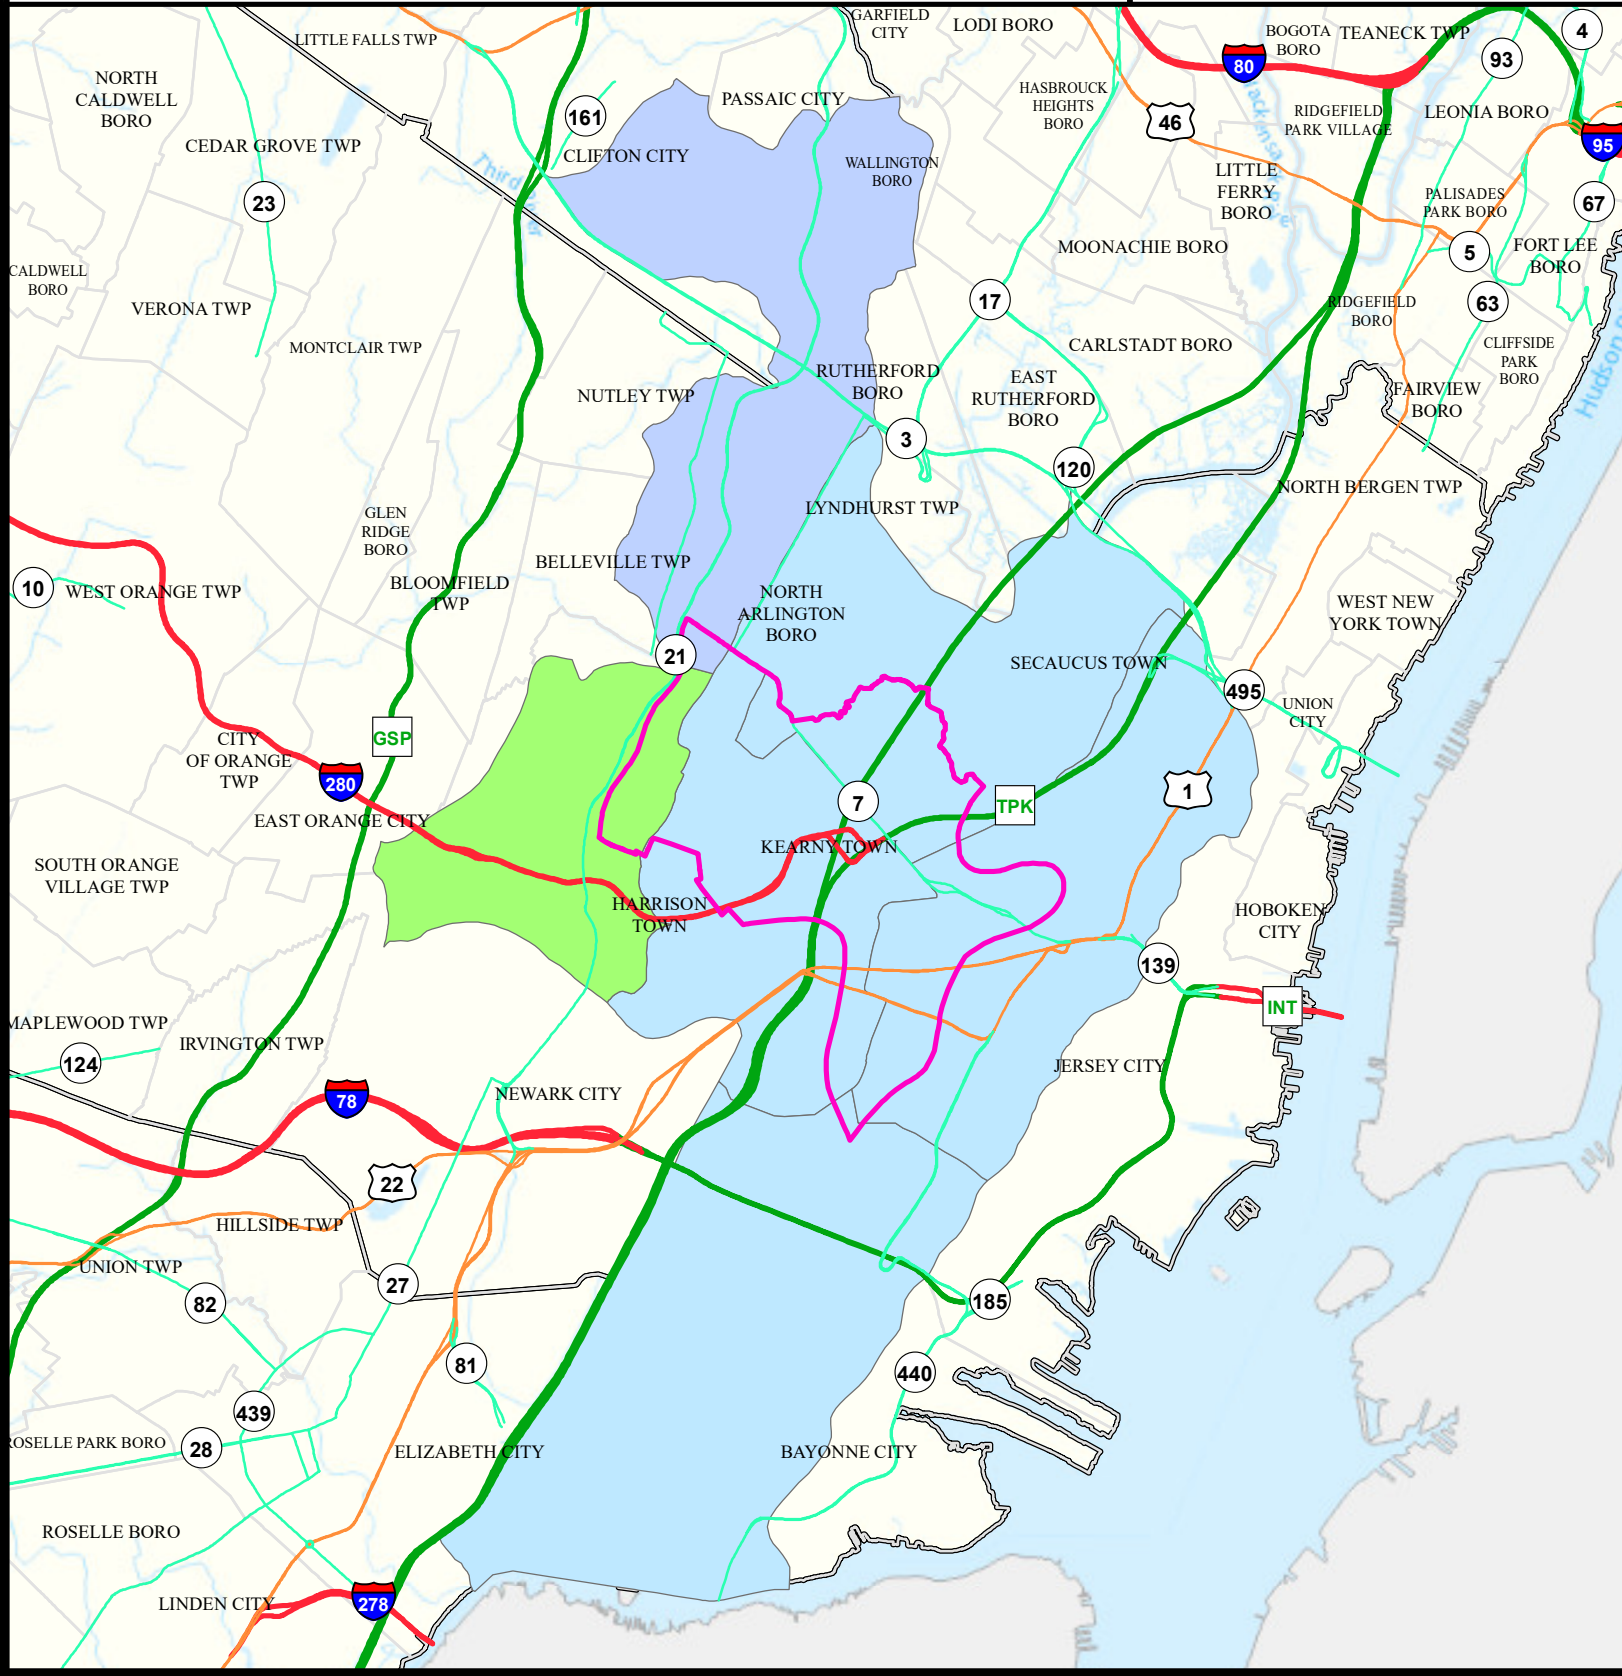 GARFIELD
CITY
LODI BORO
BOGOTA
BORO
TEANECK TWP
4
LITTLE FALLS TWP
93
80
NORTH
CALDWELL
BORO
PASSAIC CITY
HASBROUCK
HEIGHTS
BORO
46
RIDGEFIELD
PARK VILLAGE
LEONIA BORO
161
95
CEDAR GROVE TWP
CLIFTON CITY
WALLINGTON
BORO
LITTLE
FERRY
BORO
PALISADES
PARK BORO
67
23
MOONACHIE BORO
5
FORT LEE
BORO
CALDWELL
BORO
VERONA TWP
17
RIDGEFIELD
BORO
63
MONTCLAIR TWP
CARLSTADT BORO
CLIFFSIDE
PARK
BORO
Hudson
NUTLEY TWP
RUTHERFORD
BORO
EAST
RUTHERFORD
BORO
FAIRVIEW
BORO
3
120
NORTH BERGEN TWP
GLEN
RIDGE
BORO
LYNDHURST TWP
BELLEVILLE TWP
10
WEST ORANGE TWP
BLOOMFIELD
TWP
NORTH
ARLINGTON
BORO
WEST NEW
YORK TOWN
21
SECAUCUS TOWN
495
UNION
CITY
GSP
CITY
OF ORANGE
TWP
280
1
7
TPK
EAST ORANGE CITY
KEARNY TOWN
SOUTH ORANGE
VILLAGE TWP
HARRISON
TOWN
HOBOKEN
CITY
139
INT
MAPLEWOOD TWP
IRVINGTON TWP
124
JERSEY CITY
78
NEWARK CITY
22
HILLSIDE TWP
UNION TWP
27
82
185
81
440
439
28
ROSELLE PARK BORO
ELIZABETH CITY
BAYONNE CITY
ROSELLE BORO
LINDEN CITY
278